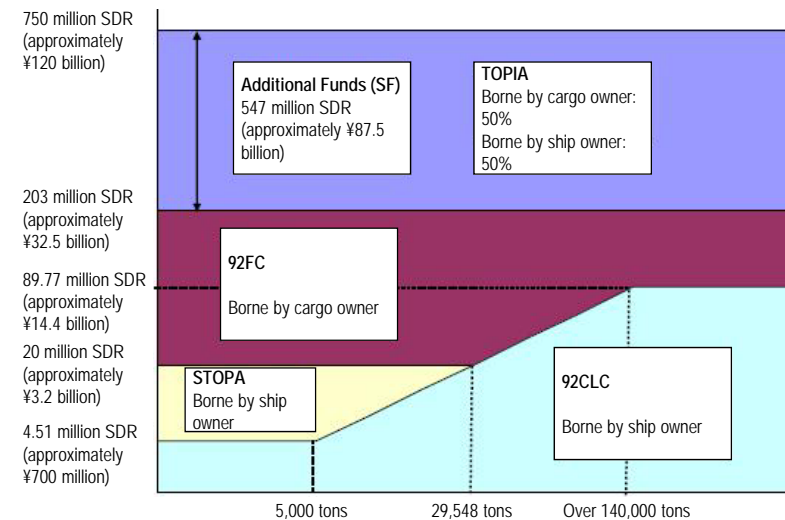 750 million SDR
(approximately
¥120 billion)
Additional Funds (SF)
547 million SDR
(approximately ¥87.5
billion)
TOPIA
Borne by cargo owner:
50%
Borne by ship owner:
50%
203 million SDR
(approximately
¥32.5 billion)
92FC
Borne by cargo owner
89.77 million SDR
(approximately
¥14.4 billion)
20 million SDR
(approximately
¥3.2 billion)
STOPA
Borne by ship
owner
92CLC
Borne by ship owner
4.51 million SDR
(approximately
¥700 million)
5,000 tons
29,548 tons
Over 140,000 tons